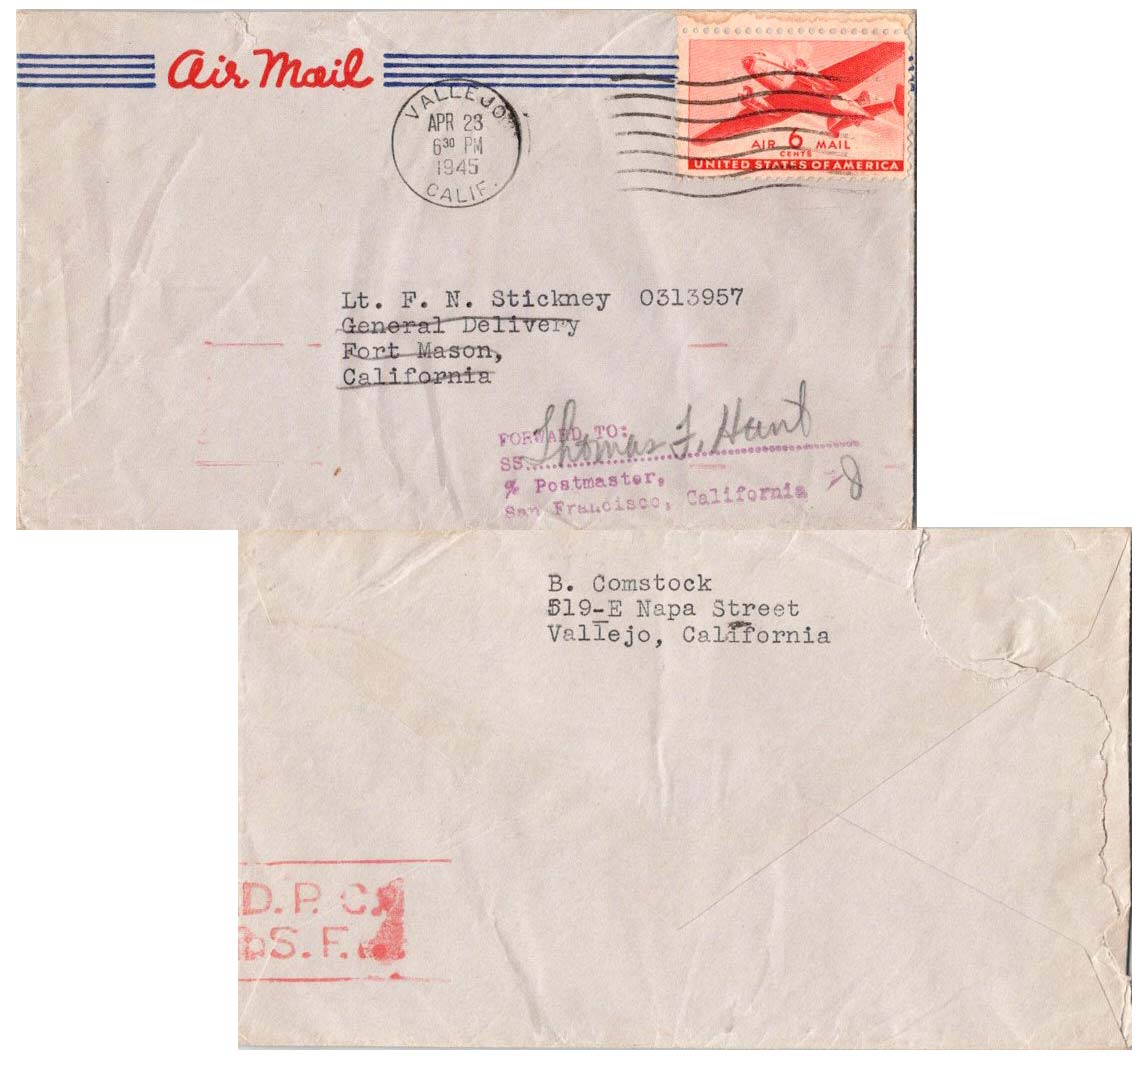 Air Mail
VALLEJO
APR 23
6 30 PM
1945
CALIF.
AIR 6 MAIL
CENTS
UNITED STATES OF AMERICA
Lt. F. N. Stickney 0313957
General Delivery
Fort Mason,
California
FORWARD TO:
SS. Thomas F. Hunt
% Postmaster,
San Francisco, California
B. Comstock
519-E Napa Street
Vallejo, California
D.P.C.
S.F.